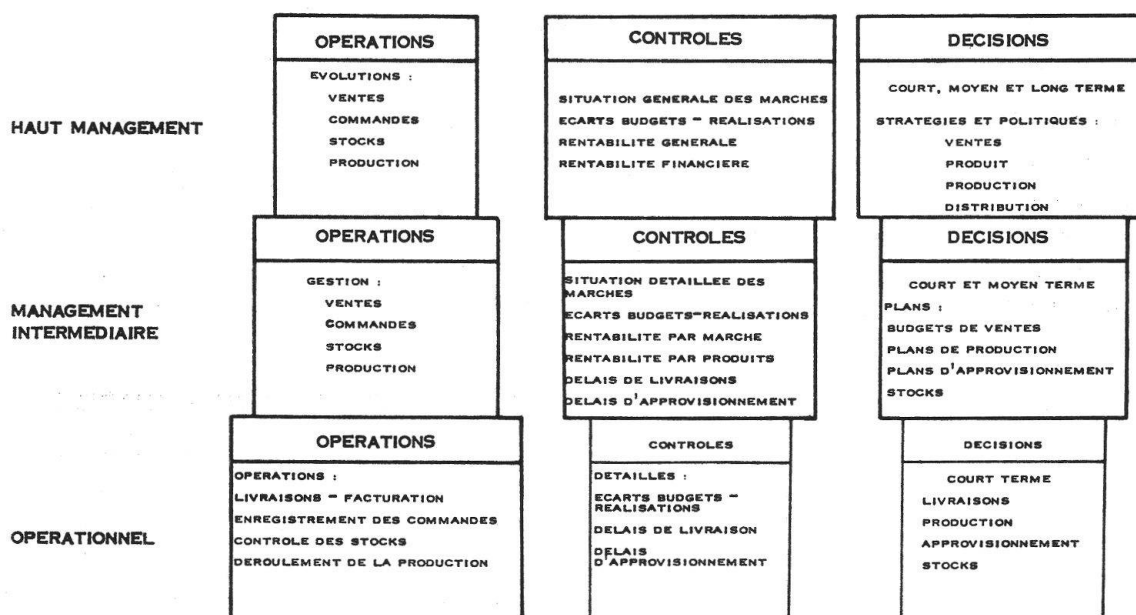 OPERATIONS
EVOLUTIONS :
VENTES
COMMANDES
STOCKS
PRODUCTION
CONTROLES
SITUATION GENERALE DES MARCHES
ECARTS BUDGETS - REALISATIONS
RENTABILITE GENERALE
RENTABILITE FINANCIERE
DECISIONS
COURT, MOYEN ET LONG TERME
STRATEGIES ET POLITIQUES :
VENTES
PRODUIT
PRODUCTION
DISTRIBUTION
HAUT MANAGEMENT
OPERATIONS
GESTION :
VENTES
COMMANDES
STOCKS
PRODUCTION
CONTROLES
SITUATION DETAILLEE DES
MARCHES
ECARTS BUDGETS-REALISATIONS
RENTABILITE PAR MARCHE
RENTABILITE PAR PRODUITS
DELAIS DE LIVRAISONS
DELAIS D'APPROVISIONNEMENT
DECISIONS
COURT ET MOYEN TERME
PLANS :
BUDGETS DE VENTES
PLANS DE PRODUCTION
PLANS D'APPROVISIONNEMENT
STOCKS
MANAGEMENT
INTERMEDIAIRE
OPERATIONS
OPERATIONS :
LIVRAISONS - FACTURATION
ENREGISTREMENT DES COMMANDES
CONTROLE DES STOCKS
DEROULEMENT DE LA PRODUCTION
CONTROLES
DETAILLES :
ECARTS BUDGETS -
REALISATIONS
DELAIS DE LIVRAISON
DELAIS
D'APPROVISIONNEMENT
DECISIONS
COURT TERME
LIVRAISONS
PRODUCTION
APPROVISIONNEMENT
STOCKS
OPERATIONNEL